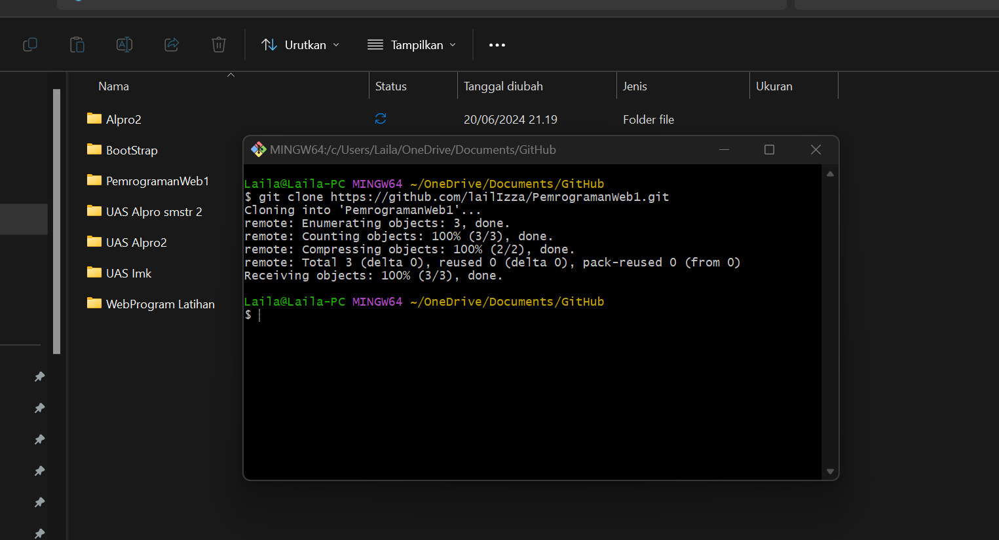 Urutkan
Tampilkan
Nama
Status
Tanggal diubah
Jenis
Ukuran
Alpro2
20/06/2024 21.19
Folder file
BootStrap
PemrogramanWeb1
UAS Alpro smstr 2
UAS Alpro2
UAS Imk
WebProgram Latihan
MINGW64:/c/Users/Laila/OneDrive/Documents/GitHub
Laila@Laila-PC MINGW64 ~/OneDrive/Documents/GitHub
$ git clone https://github.com/lailIzza/PemrogramanWeb1.git
Cloning into 'PemrogramanWeb1'...
remote: Enumerating objects: 3, done.
remote: Counting objects: 100% (3/3), done.
remote: Compressing objects: 100% (2/2), done.
remote: Total 3 (delta 0), reused 0 (delta 0), pack-reused 0 (from 0)
Receiving objects: 100% (3/3), done.
Laila@Laila-PC MINGW64 ~/OneDrive/Documents/GitHub
$